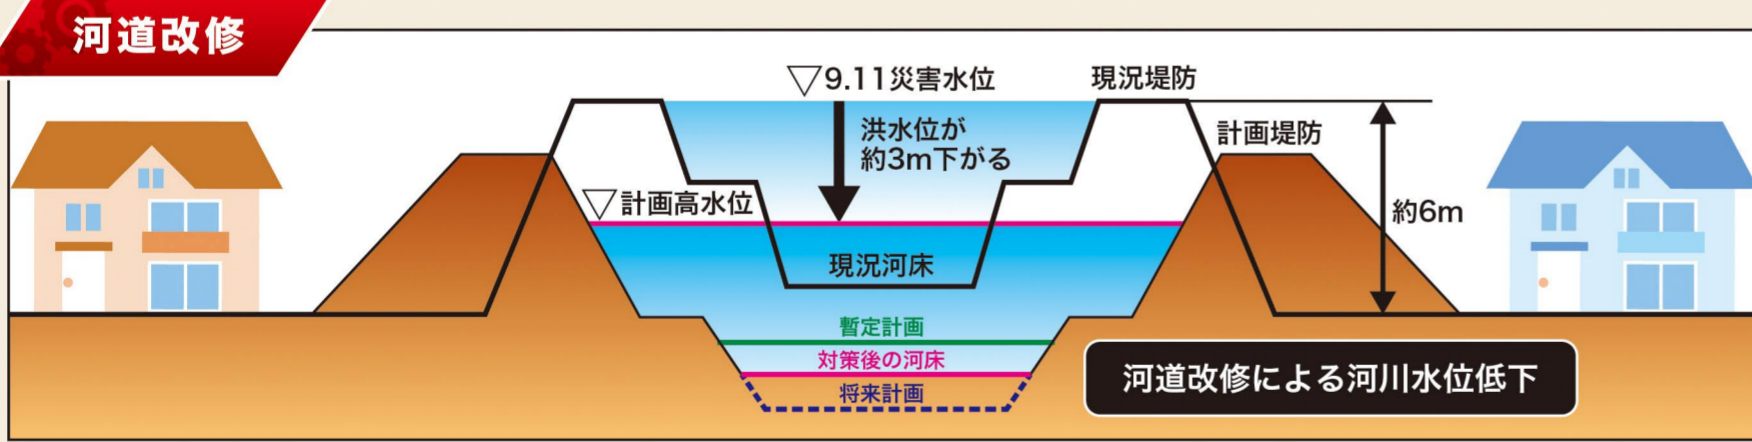 河道改修
▽9.11災害水位
現況堤防
洪水位が
約3m下がる
計画堤防
▽計画高水位
約6m
現況河床
暫定計画
対策後の河床
将来計画
河道改修による河川水位低下